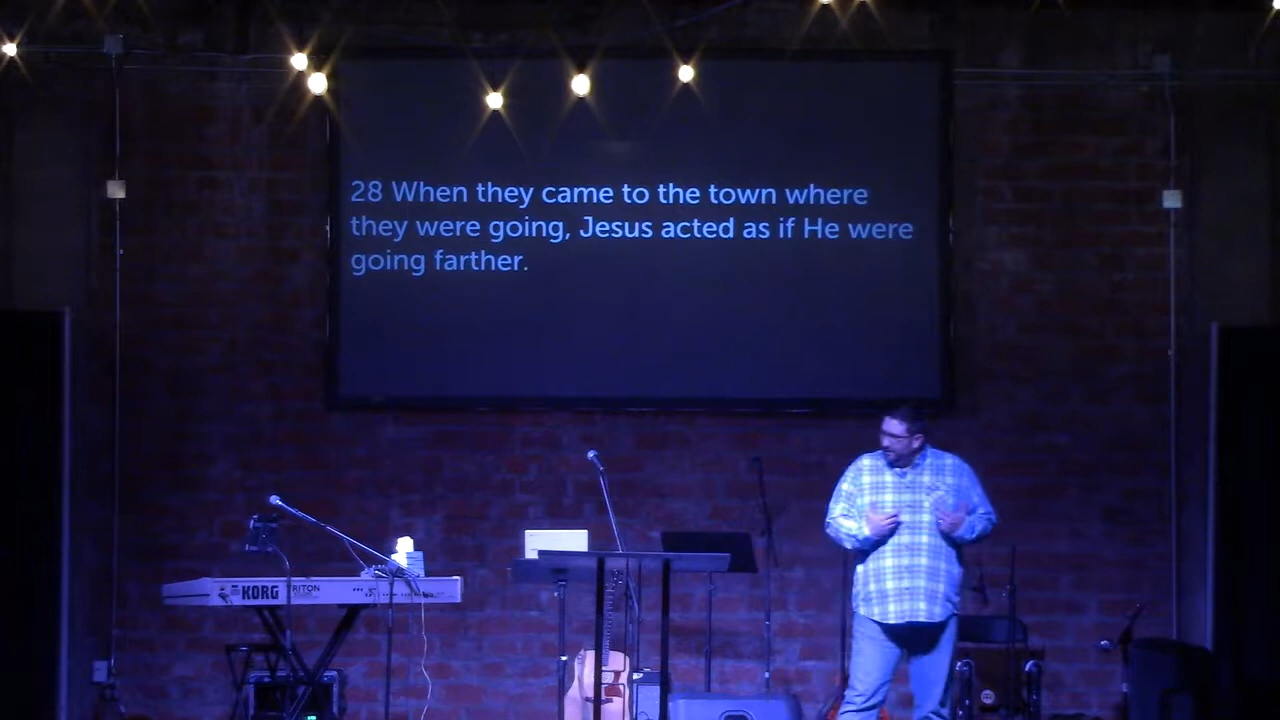 28 When they came to the town where
they were going, Jesus acted as if He were
going farther.
KORG
TRITON